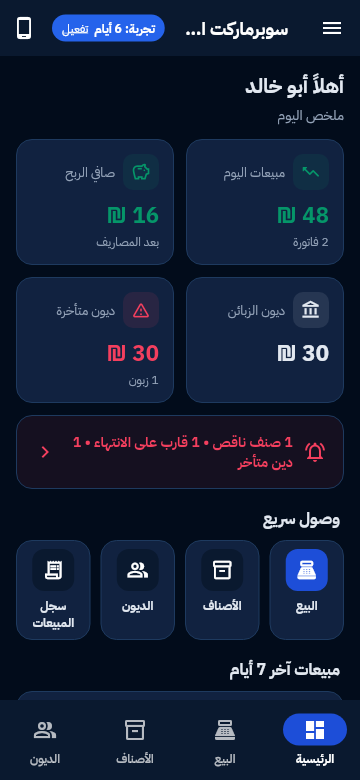 سوبرماركت ا...
تجربة: 6 أيام تفعيل
أهلاً أبو خالد
ملخص اليوم
مبيعات اليوم
₪ 48
2 فاتورة
صافي الربح
₪ 16
بعد المصاريف
ديون الزبائن
₪ 30
ديون متأخرة
₪ 30
1 زبون
1 صنف ناقص • 1 قارب على الانتهاء • 1
دين متأخر
وصول سريع
البيع
الأصناف
الديون
سجل
المبيعات
مبيعات آخر 7 أيام
الرئيسية
البيع
الأصناف
الديون